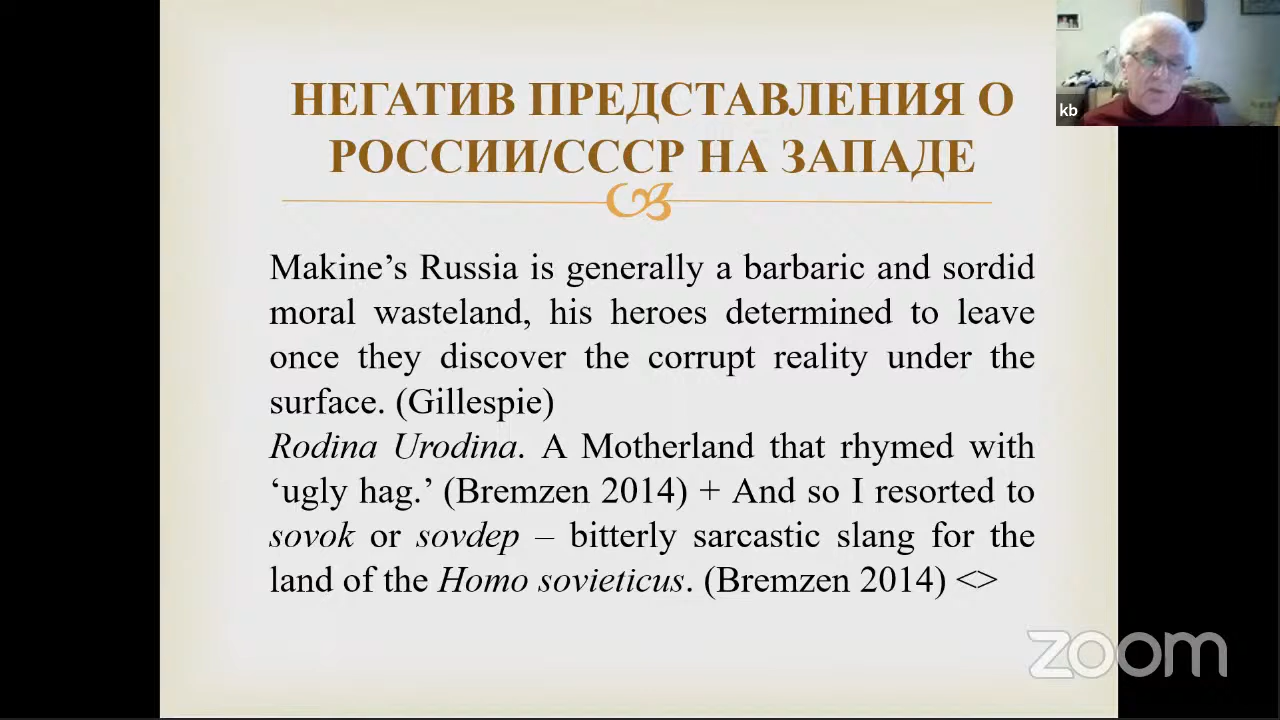 НЕГАТИВ ПРЕДСТАВЛЕНИЯ О
РОССИИ/СССР НА ЗАПАДЕ
Makine’s Russia is generally a barbaric and sordid
moral wasteland, his heroes determined to leave
once they discover the corrupt reality under the
surface. (Gillespie)
Rodina Urodina. A Motherland that rhymed with
‘ugly hag.’ (Bremzen 2014) + And so I resorted to
sovok or sovdep – bitterly sarcastic slang for the
land of the Homo sovieticus. (Bremzen 2014) <>
kb
zoom